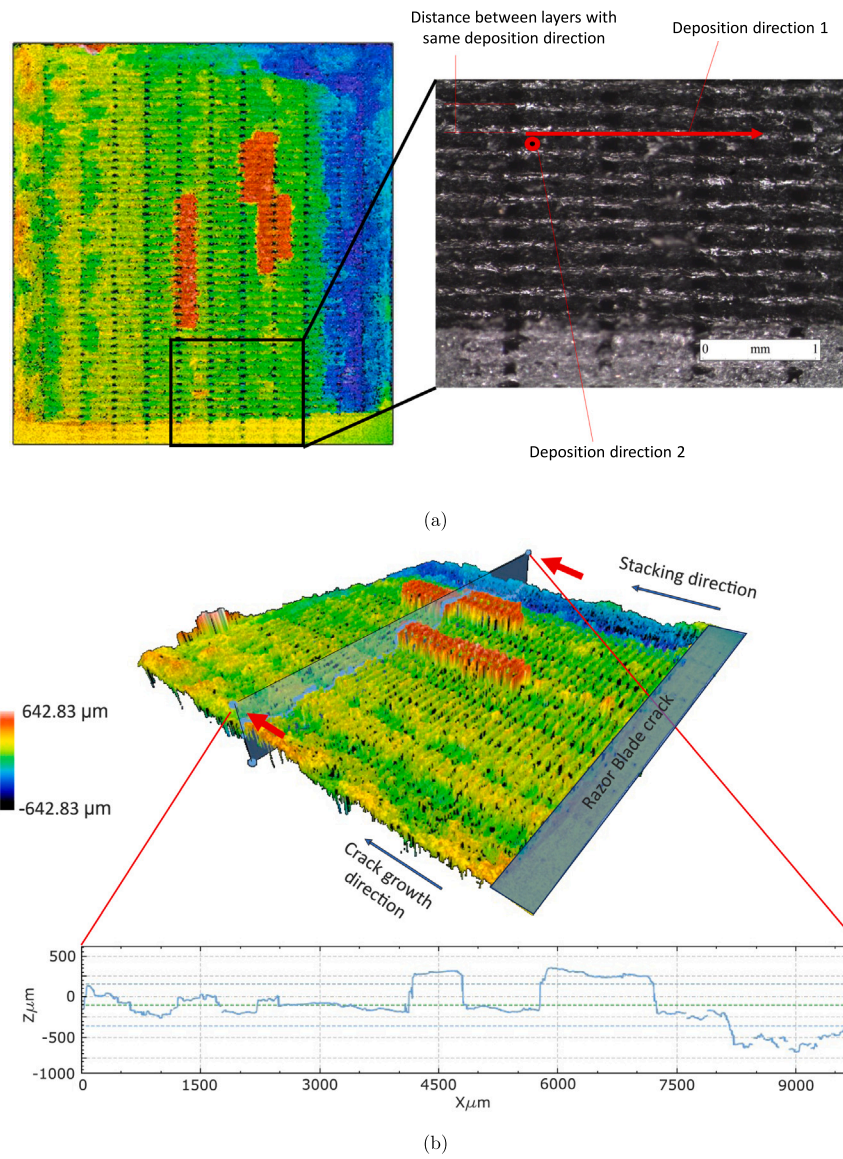 Distance between layers with
same deposition direction
Deposition direction 1
0 mm 1
Deposition direction 2
(a)
Stacking direction
642.83 µm
-642.83 µm
Razor Blade crack
Crack growth
direction
500
0
-500
-1000
Zµm
0 1500 3000 4500 6000 7500 9000
Xµm
(b)